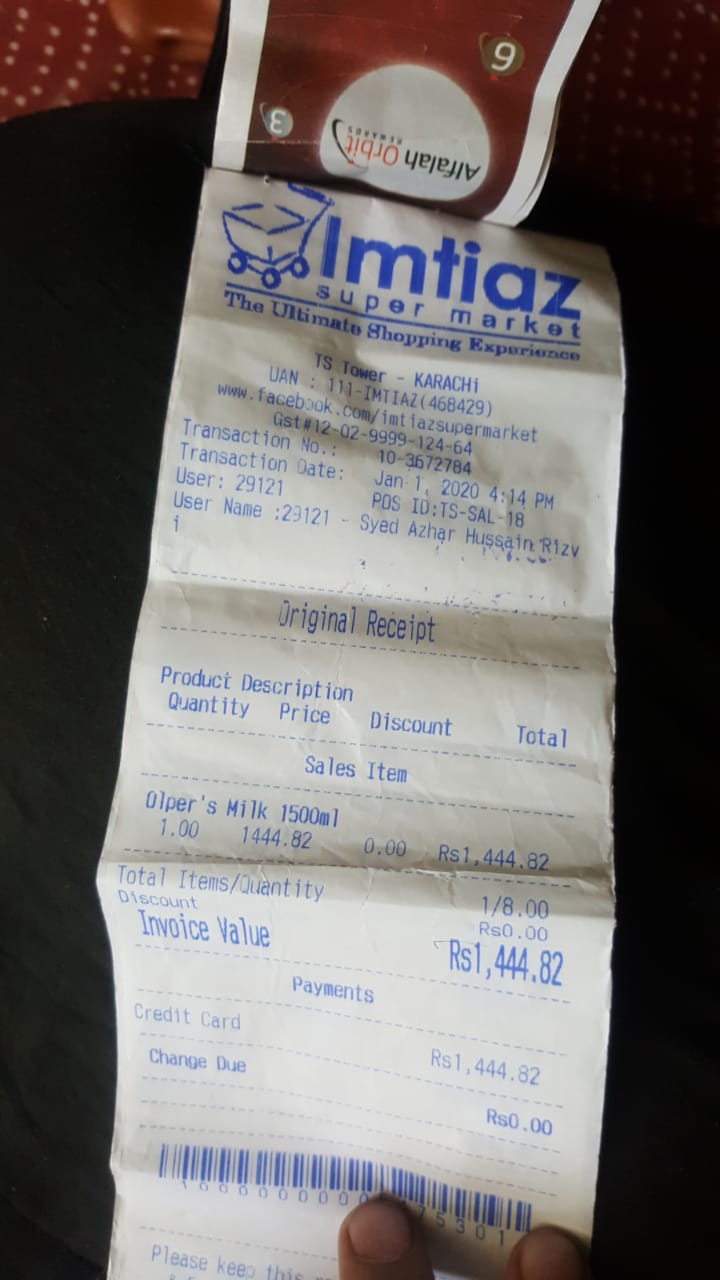 6
3
Alfalah Orbit
REWARDS
Imtiaz
super market
The Ultimate Shopping Experience
TS Tower - KARACHi
UAN : 111-IMTIAZ(468429)
www.facebook.com/imtiazsupermarket
Gst#12-02-9999-124-64
Transaction No.: 10-3672784
Transaction Date: Jan 1, 2020 4:14 PM
User: 29121 POS ID:TS-SAL-18
User Name :29121 - Syed Azhar Hussain Rizv
i
Original Receipt
Product Description
Quantity Price Discount Total
Sales Item
Olper's Milk 1500ml
1.00 1444.82 0.00 Rs1,444.82
Total Items/Quantity 1/8.00
Discount Rs0.00
Invoice Value Rs1,444.82
Payments
Credit Card Rs1,444.82
Change Due Rs0.00
75301
Please keep this